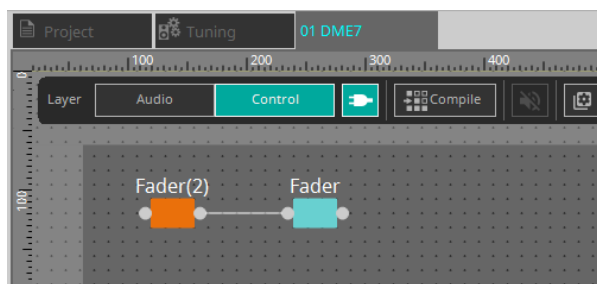 Project
Tuning
01 DME7
100
200
300
400
Layer
Audio
Control
Compile
100
Fader(2)
Fader